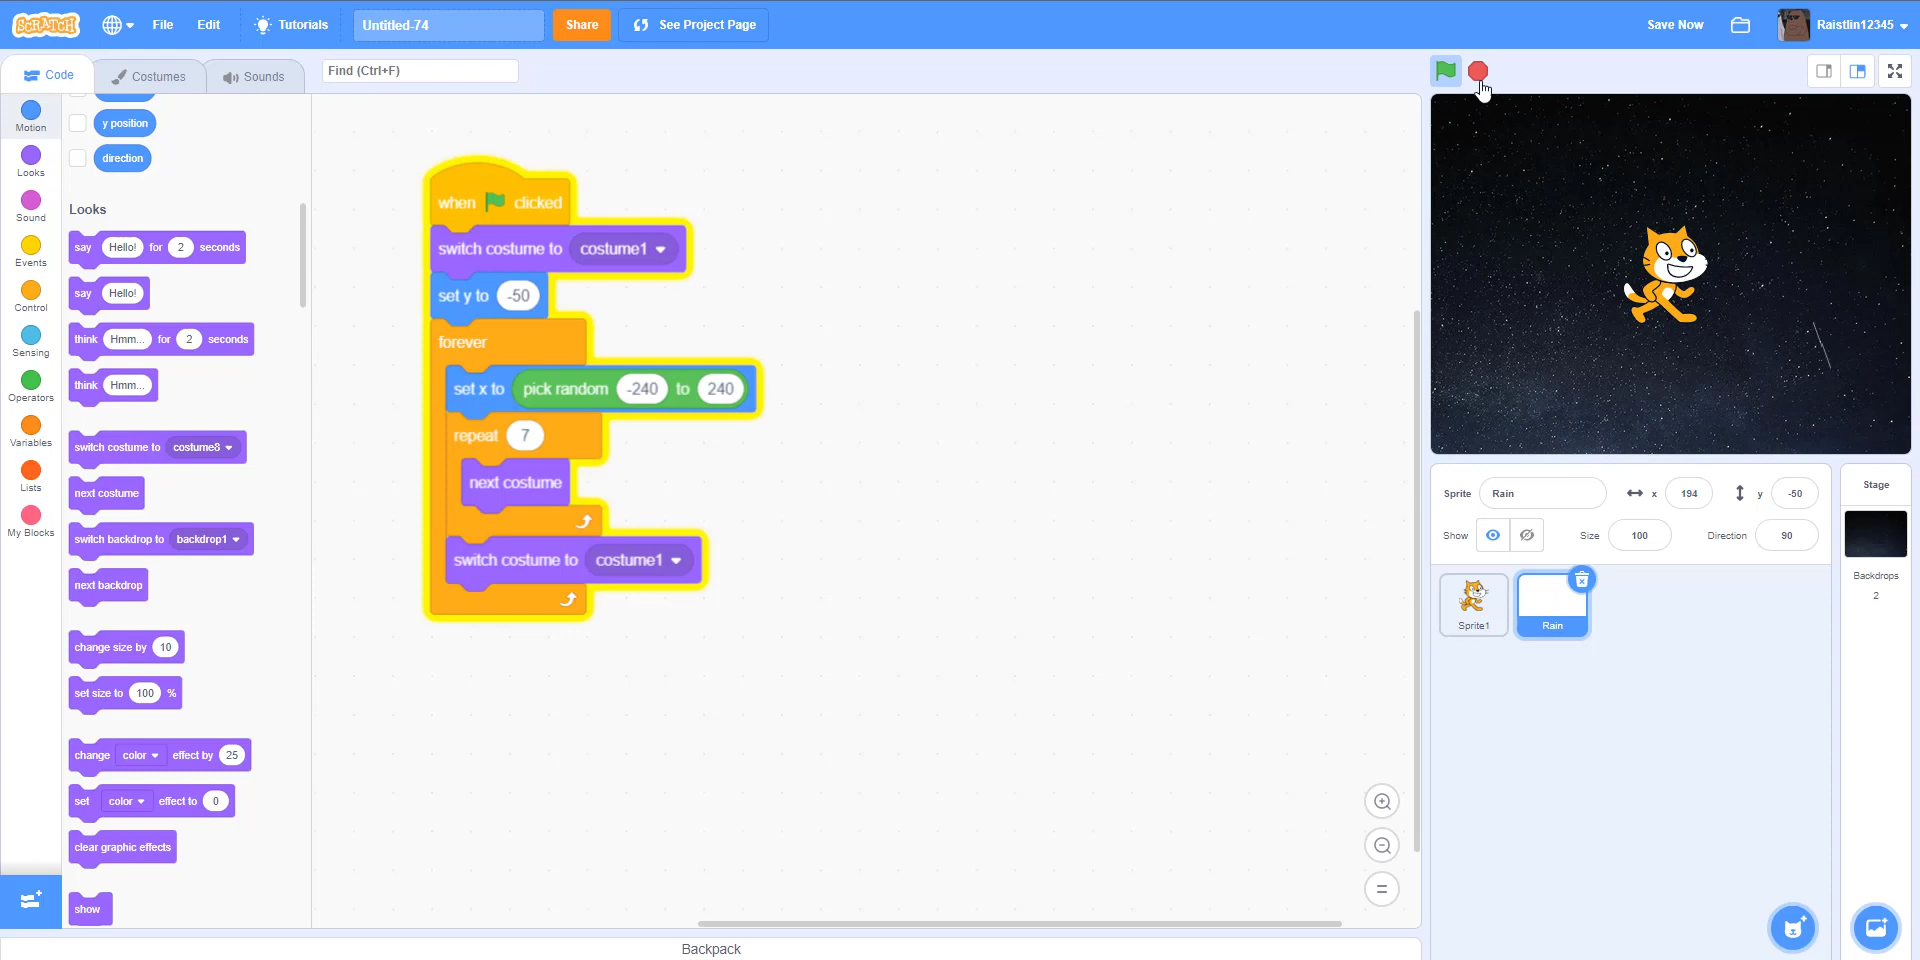 SCRATCH File Edit Tutorials Untitled-74 Share See Project Page Save Now Raistlin12345
Code Costumes Sounds Find (Ctrl+F)
Motion
Looks
Sound
Events
Control
Sensing
Operators
Variables
Lists
My Blocks
y position
direction
Looks
say Hello! for 2 seconds
say Hello!
think Hmm... for 2 seconds
think Hmm...
switch costume to costume8
next costume
switch backdrop to backdrop1
next backdrop
change size by 10
set size to 100 %
change color effect by 25
set color effect to 0
clear graphic effects
show
when clicked
switch costume to costume1
set y to -50
forever
set x to pick random -240 to 240
repeat 7
next costume
switch costume to costume1
Sprite Rain x 194 y -50
Show Size 100 Direction 90
Sprite1
Rain
Stage
Backdrops
2
Backpack